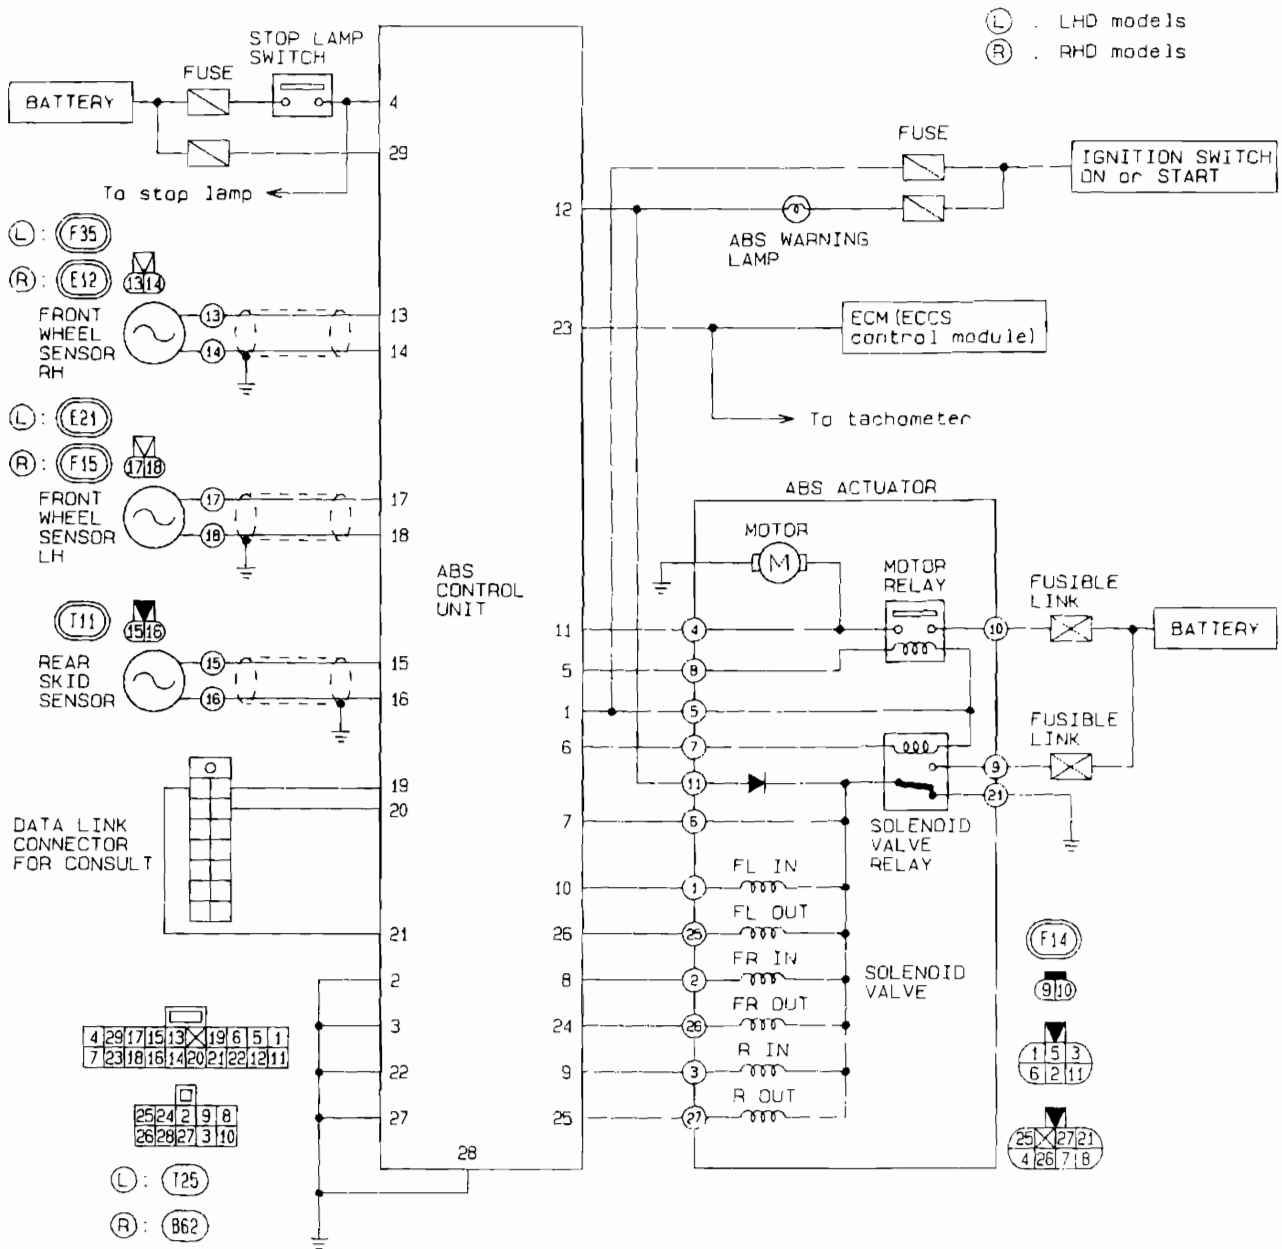 L . LHD models
R . RHD models
STOP LAMP
SWITCH
FUSE
BATTERY
4
29
To stop lamp
FUSE
IGNITION SWITCH
ON or START
12
ABS WARNING
LAMP
L : F35
R : E12
13 14
FRONT
WHEEL
SENSOR
RH
13
14
13
14
23
ECM (ECCS
control module)
To tachometer
L : E21
R : F15
17 18
FRONT
WHEEL
SENSOR
LH
17
18
17
18
ABS
CONTROL
UNIT
T11
15 16
REAR
SKID
SENSOR
15
16
15
16
ABS ACTUATOR
MOTOR
M
MOTOR
RELAY
FUSIBLE
LINK
BATTERY
11
4
10
5
8
1
5
FUSIBLE
LINK
6
7
9
11
21
7
6
SOLENOID
VALVE
RELAY
DATA LINK
CONNECTOR
FOR CONSULT
19
20
21
10
1
FL IN
26
25
FL OUT
8
2
FR IN
24
26
FR OUT
9
3
R IN
25
27
R OUT
SOLENOID
VALVE
2
3
22
27
28
4 29 17 15 13 19 6 5 1
7 23 18 16 14 20 21 22 12 11
25 24 2 9 8
26 28 27 3 10
L : T25
R : B62
F14
9 10
1 5 3
6 2 11
25 27 21
4 26 7 8